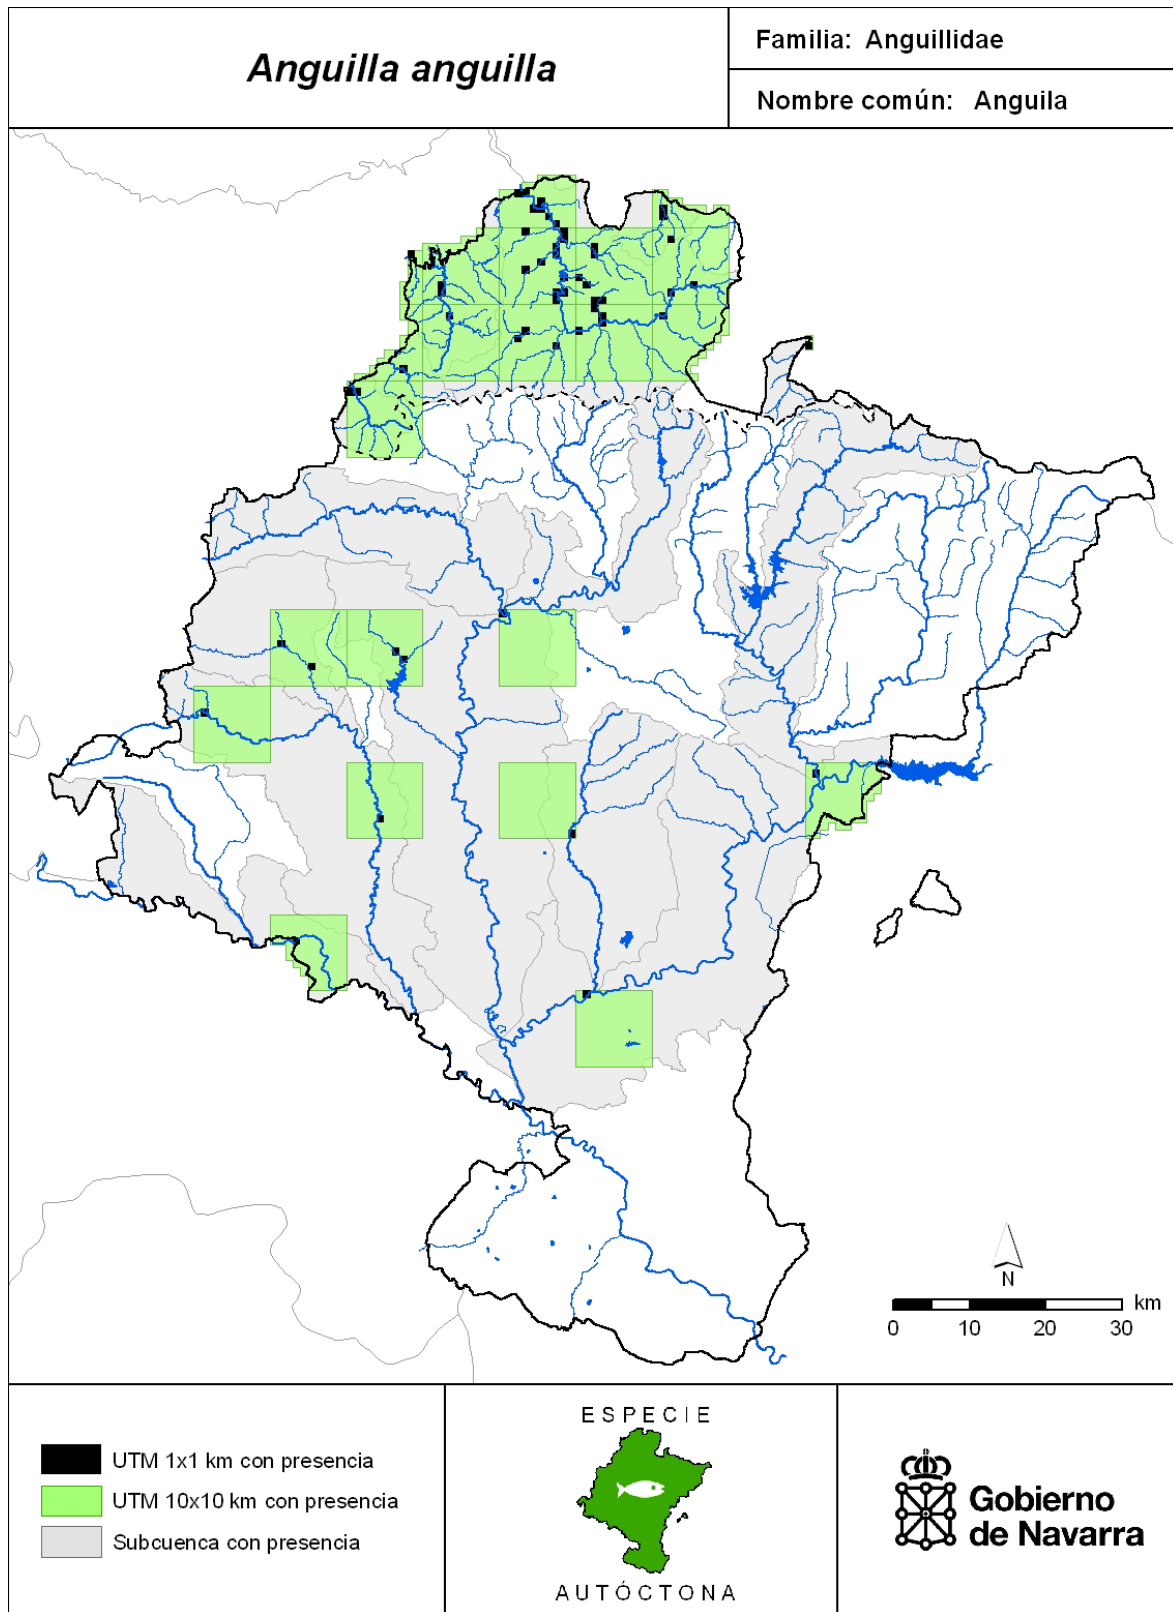 Anguilla anguilla
Familia: Anguillidae
Nombre común: Anguila
N
km
0 10 20 30
UTM 1x1 km con presencia
UTM 10x10 km con presencia
Subcuenca con presencia
ESPECIE
AUTÓCTONA
Gobierno
de Navarra